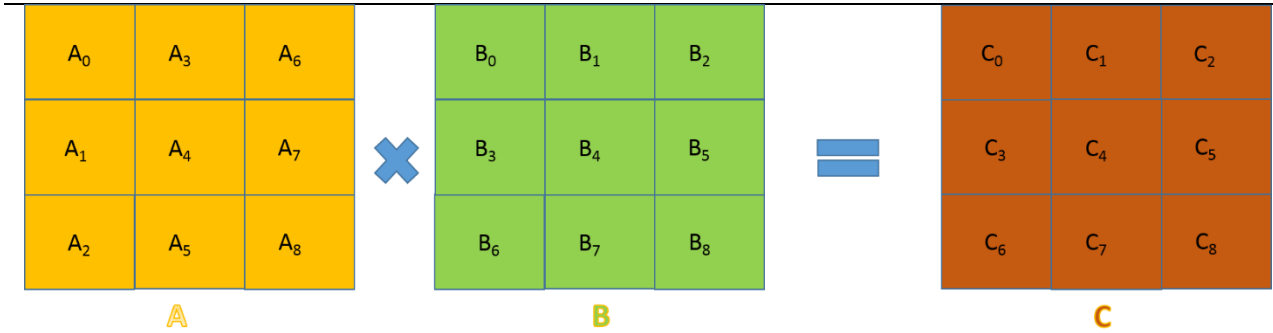 A₀ A₃ A₆ B₀ B₁ B₂ C₀ C₁ C₂
A₁ A₄ A₇ B₃ B₄ B₅ C₃ C₄ C₅
A₂ A₅ A₈ B₆ B₇ B₈ C₆ C₇ C₈
A B C